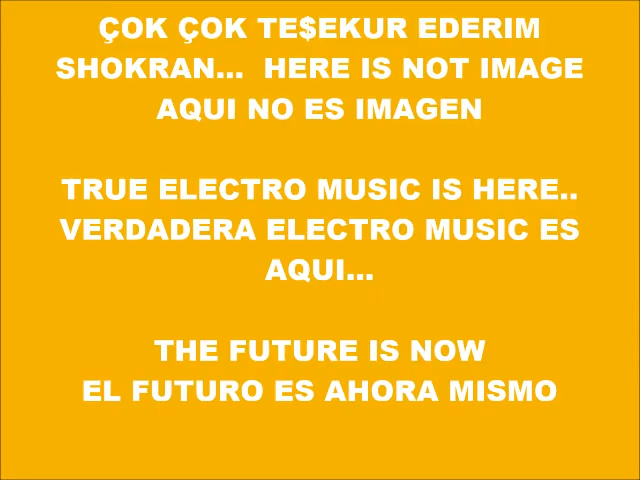 ÇOK ÇOK TE$EKUR EDERIM
SHOKRAN... HERE IS NOT IMAGE
AQUI NO ES IMAGEN
TRUE ELECTRO MUSIC IS HERE..
VERDADERA ELECTRO MUSIC ES
AQUI...
THE FUTURE IS NOW
EL FUTURO ES AHORA MISMO